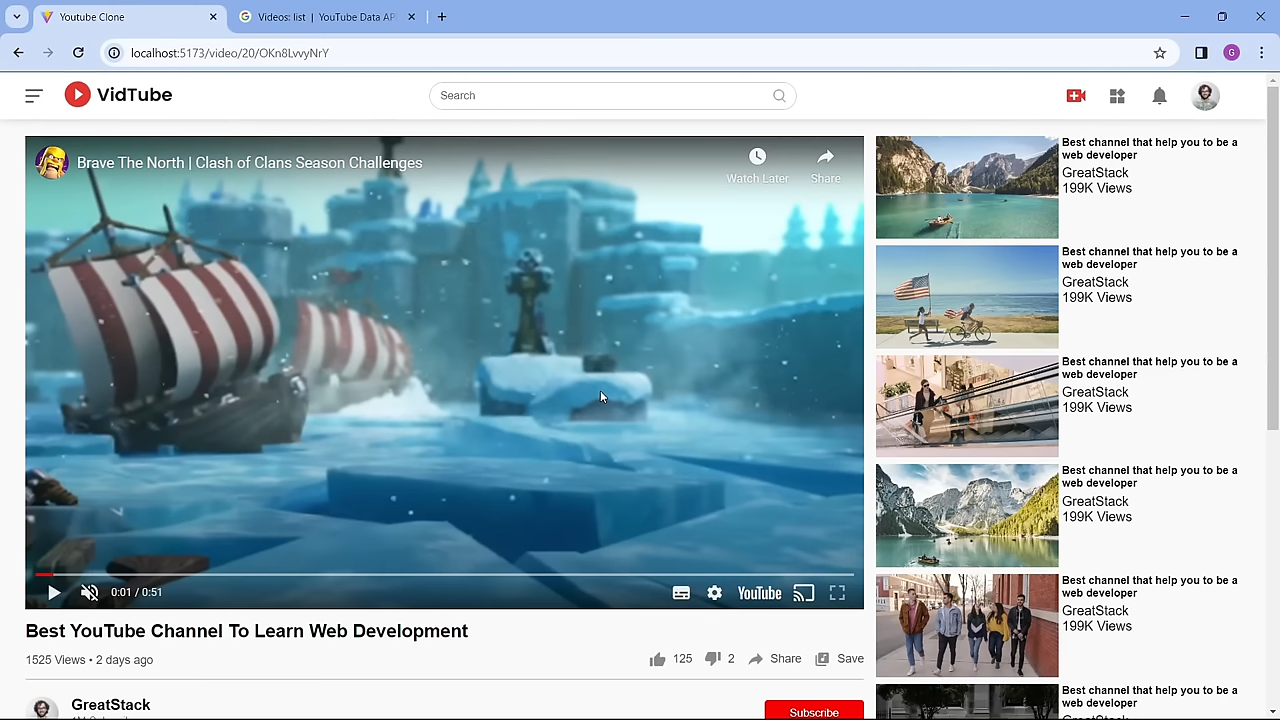 Youtube Clone
Videos: list | YouTube Data AP
localhost:5173/video/20/OKn8LvvyNrY
G
VidTube
Search
Brave The North | Clash of Clans Season Challenges
Watch Later
Share
0:01 / 0:51
YouTube
Best YouTube Channel To Learn Web Development
1525 Views • 2 days ago
125
2
Share
Save
GreatStack
Subscribe
Best channel that help you to be a
web developer
GreatStack
199K Views
Best channel that help you to be a
web developer
GreatStack
199K Views
Best channel that help you to be a
web developer
GreatStack
199K Views
Best channel that help you to be a
web developer
GreatStack
199K Views
Best channel that help you to be a
web developer
GreatStack
199K Views
Best channel that help you to be a
web developer